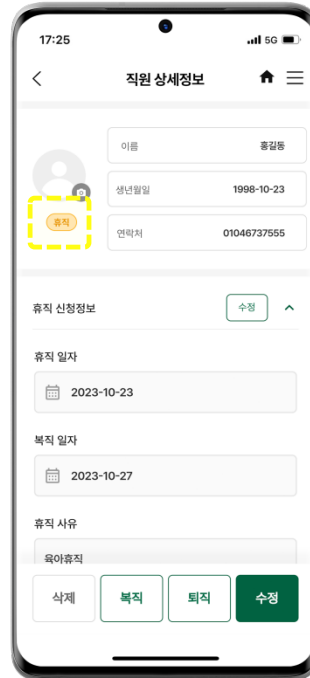 17:25 5G
직원 상세정보
이름 홍길동
생년월일 1998-10-23
휴직
연락처 01046737555
휴직 신청정보 수정
휴직 일자
2023-10-23
복직 일자
2023-10-27
휴직 사유
육아휴직
삭제 복직 퇴직 수정